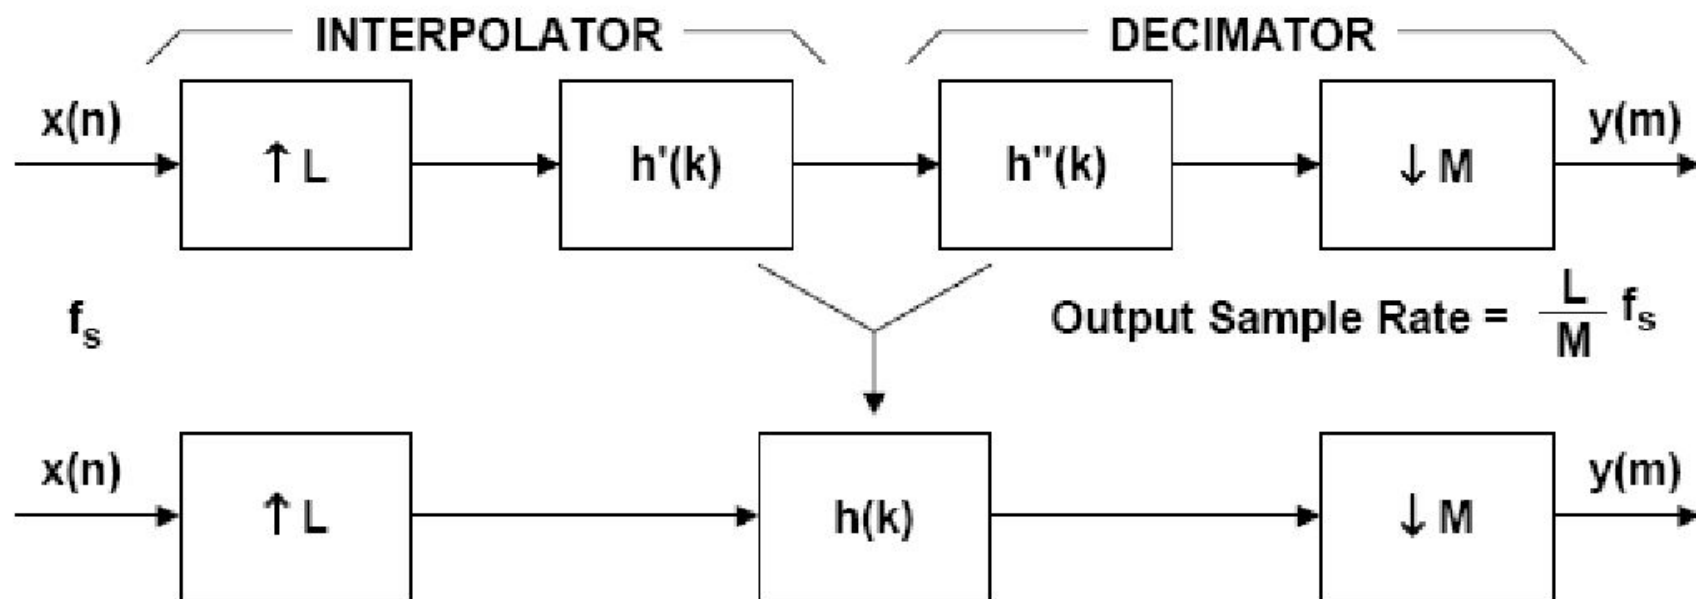 INTERPOLATOR DECIMATOR
x(n) ↑ L h'(k) h"(k) ↓ M y(m)
fs Output Sample Rate = L/M fs
x(n) ↑ L h(k) ↓ M y(m)